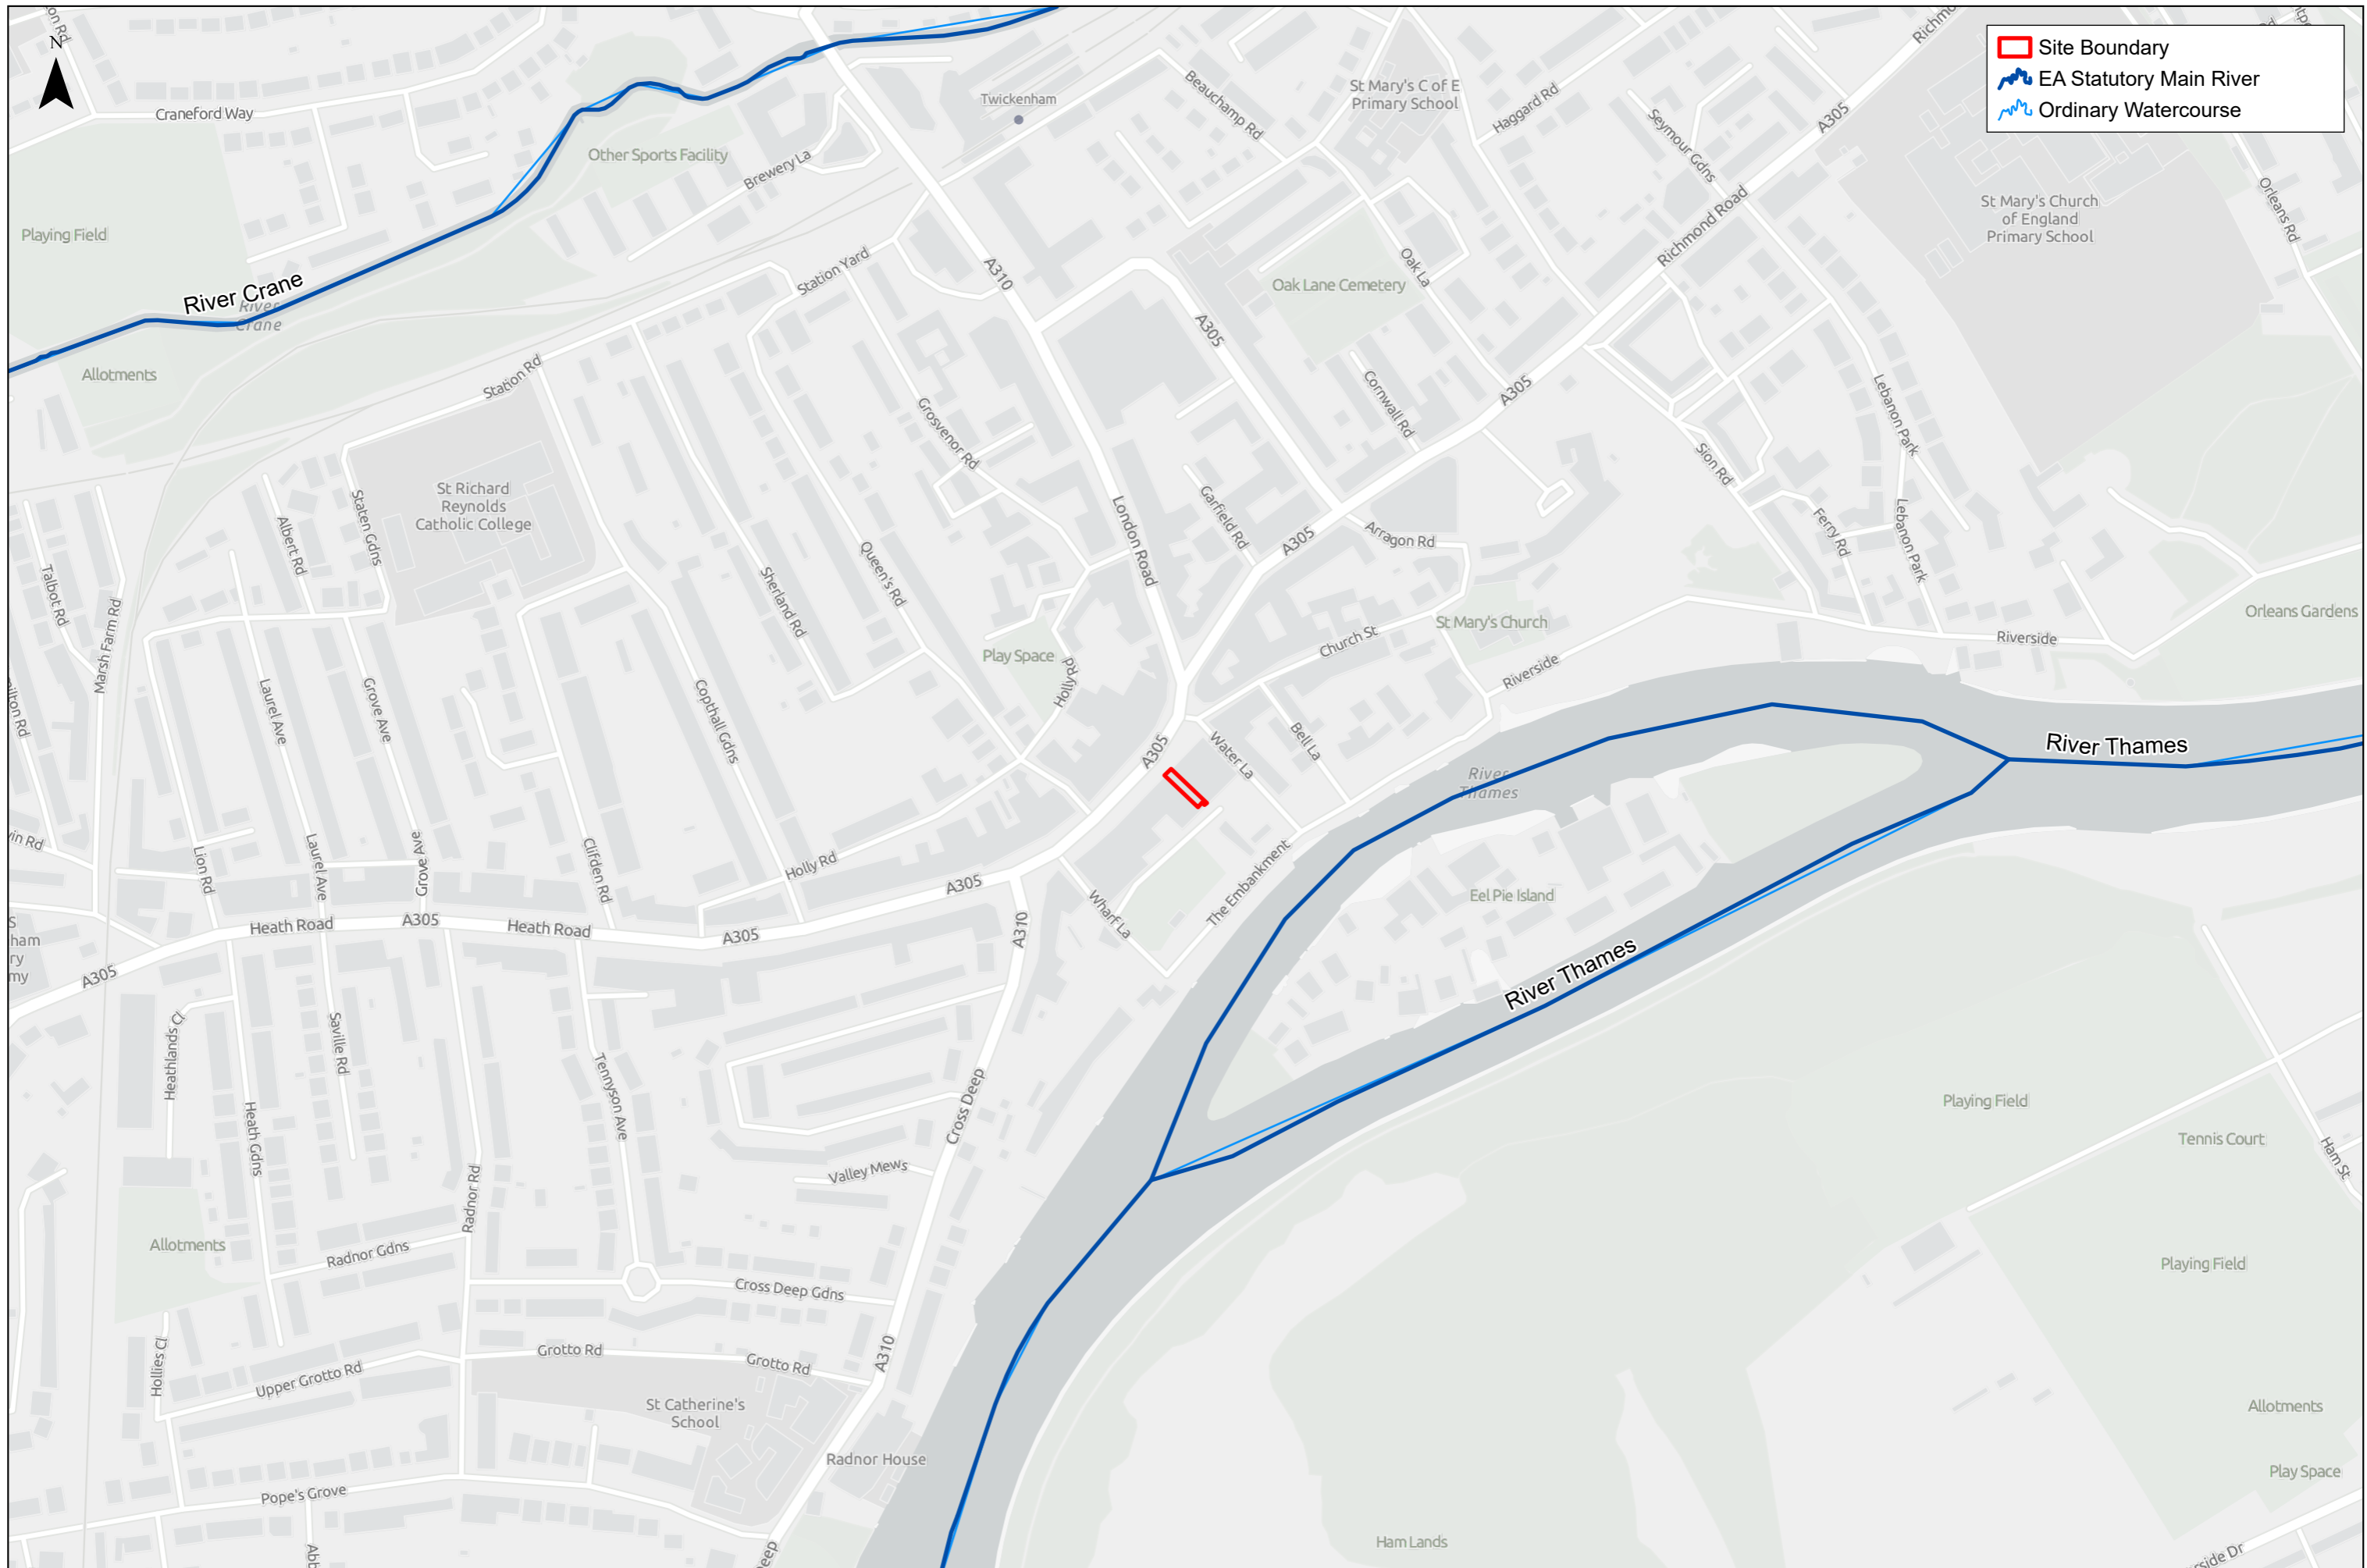 N
Site Boundary
EA Statutory Main River
Ordinary Watercourse
Craneford Way
Playing Field
River Crane
River
Crane
Allotments
Other Sports Facility
Brewery La
Twickenham
Beauchamp Rd
St Mary's C of E
Primary School
Haggard Rd
Seymour Gdns
A305
Richmond Road
St Mary's Church
of England
Primary School
Orleans Rd
Station Yard
A310
Oak Lane Cemetery
Oak La
A305
Station Rd
Grosvenor Rd
Cornwall Rd
A305
Lebanon Park
Sion Rd
St Richard
Reynolds
Catholic College
Staten Gdns
Albert Rd
London Road
Garfield Rd
A305
Arragon Rd
Ferry Rd
Lebanon Park
Talbot Rd
Marsh Farm Rd
Queen's Rd
Sherland Rd
Church St
St Mary's Church
Riverside
Riverside
Orleans Gardens
Play Space
Holly Rd
Laurel Ave
Grove Ave
Copthall Gdns
A305
Water La
Bell La
River
Thames
River Thames
Lion Rd
Laurel Ave
Grove Ave
Clifden Rd
Holly Rd
A305
Wharf La
The Embankment
Eel Pie Island
River Thames
Heath Road
A305
Heath Road
A305
A310
A305
Heathlands Cl
Saville Rd
Heath Gdns
Tennyson Ave
Cross Deep
Valley Mews
Playing Field
Tennis Court
Ham St
Allotments
Radnor Rd
Radnor Gdns
Cross Deep Gdns
Playing Field
Hollies Cl
Upper Grotto Rd
Grotto Rd
Grotto Rd
A310
St Catherine's
School
Radnor House
Allotments
Play Space
Pope's Grove
Ham Lands